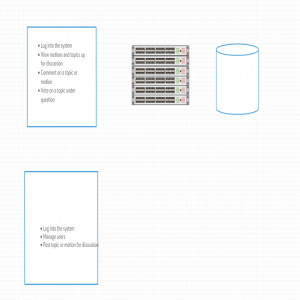 • Log into the system
• View motions and topics up
for discussion
• Comment on a topic or
motion
• Vote on a topic under
question
• Log into the system
• Manage users
• Post topic or motion for discussion